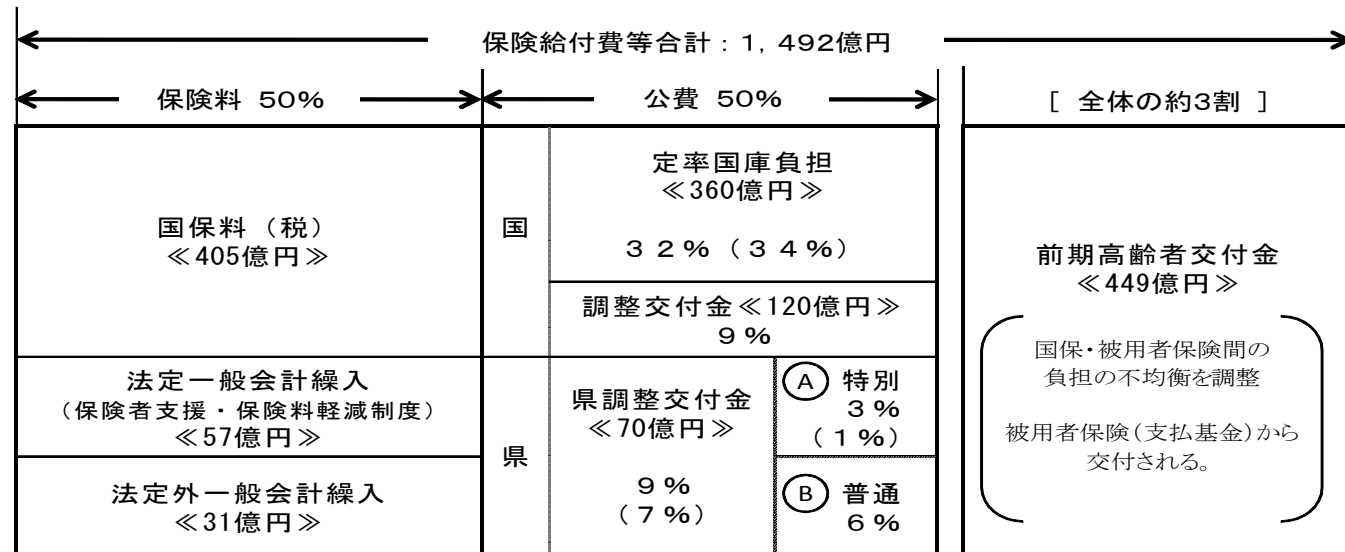 保険給付費等合計：1，492億円
保険料 50%
公費 50%
［ 全体の約3割 ］
国保料（税）
≪405億円≫
国
定率国庫負担
≪360億円≫
３２%（３４%）
調整交付金≪120億円≫
９%
法定一般会計繰入
（保険者支援・保険料軽減制度）
≪57億円≫
法定外一般会計繰入
≪31億円≫
県
県調整交付金
≪70億円≫
９%
（７%）
A 特別
３%
（１%）
B 普通
６%
前期高齢者交付金
≪449億円≫
国保・被用者保険間の
負担の不均衡を調整
被用者保険（支払基金）から
交付される。